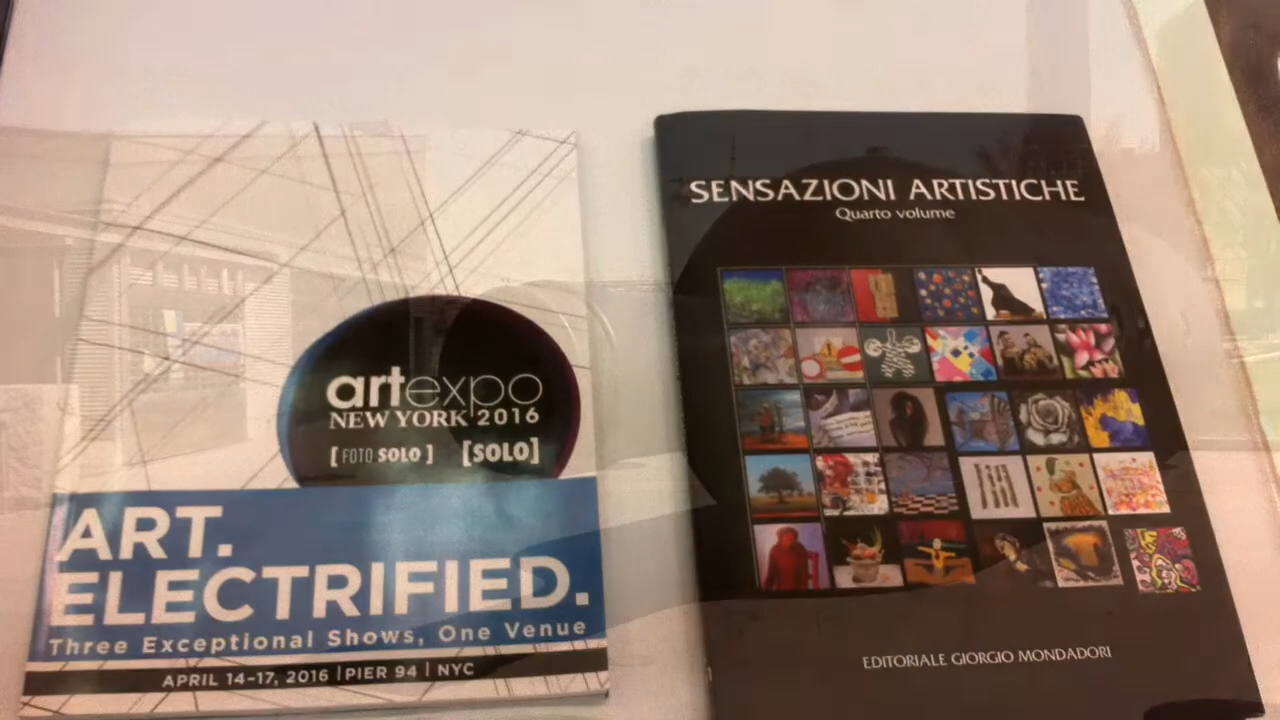 artexpo
NEW YORK 2016
[ FOTO SOLO ] [SOLO]
ART.
ELECTRIFIED.
Three Exceptional Shows, One Venue
APRIL 14-17, 2016 | PIER 94 | NYC
SENSAZIONI ARTISTICHE
Quarto volume
EDITORIALE GIORGIO MONDADORI